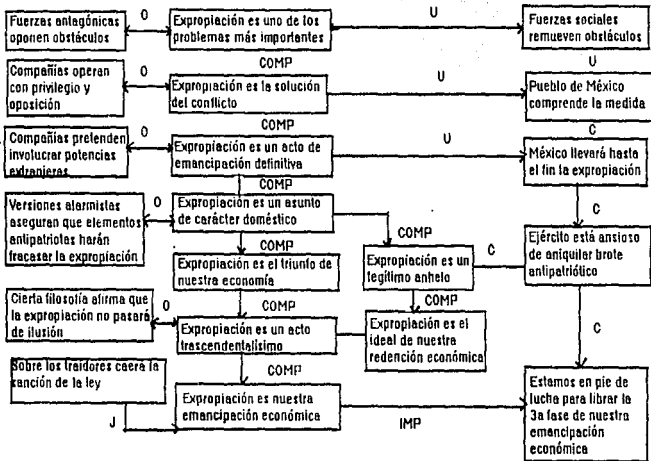 Fuerzas antagónicas
oponen obstáculos
O
Expropiación es uno de los
problemas más importantes
U
Fuerzas sociales
remueven obstáculos
COMP
U
Compañías operan
con privilegio y
oposición
O
Expropiación es la solución
del conflicto
U
Pueblo de México
comprende la medida
COMP
C
Compañías pretenden
involucrar potencias
extranjeras
O
Expropiación es un acto de
emancipación definitiva
U
México llevará hasta
el fin la expropiación
COMP
C
Versiones alarmistas
aseguran que elementos
antipatriotas harán
fracasar la expropiación
O
Expropiación es un asunto
de carácter doméstico
COMP
COMP
Expropiación es el triunfo de
nuestra economía
Expropiación es un
legítimo anhelo
C
Ejército está ansioso
de aniquilar brote
antipatriótico
COMP
COMP
C
Cierta filosofía afirma que
la expropiación no pasará
de ilusión
O
Expropiación es un acto
trascendentalísimo
Expropiación es el
ideal de nuestra
redención económica
COMP
Sobre los traidores caerá la
sanción de la ley
J
Expropiación es nuestra
emancipación económica
IMP
Estamos en pie de
lucha para librar la
3a fase de nuestra
emancipación
económica